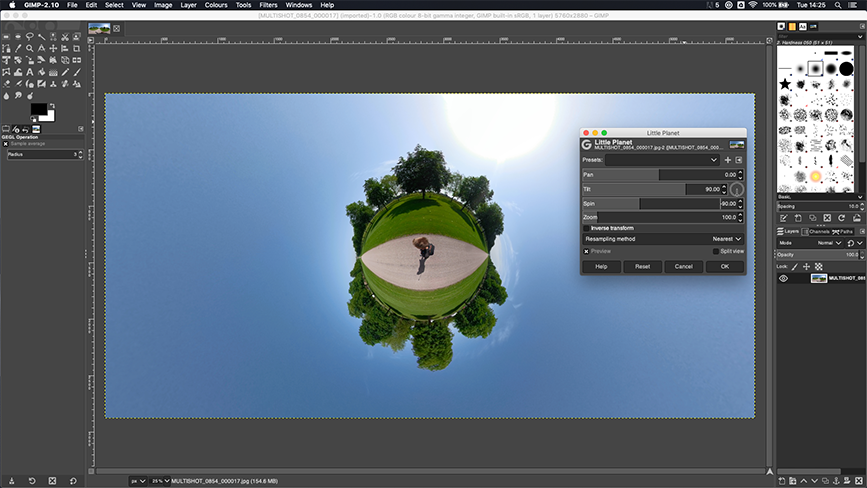 GIMP-2.10 File Edit Select View Image Layer Colours Tools Filters Windows Help 5 100% Tue 14:25
[MULTISHOT_0854_000017] (imported)-1.0 (RGB colour 8-bit gamma integer, GIMP built-in sRGB, 1 layer) 5760x2880 – GIMP
2. Hardness 050 (51 x 51)
GEGL Operation
Sample average
Radius 3
Little Planet
Little Planet
MULTISHOT_0854_000017.jpg-2 ([MULTISHOT_0854_000...
Presets:
Pan 0.00
Tilt 90.00
Spin -90.00
Zoom 100.0
Inverse transform
Resampling method Nearest
Preview Split view
Help Reset Cancel OK
Basic,
Spacing 10.0
Layers Channels Paths
Mode Normal
Opacity 100.0
Lock:
MULTISHOT_085
px 25% MULTISHOT_0854_000017.jpg (154.6 MB)